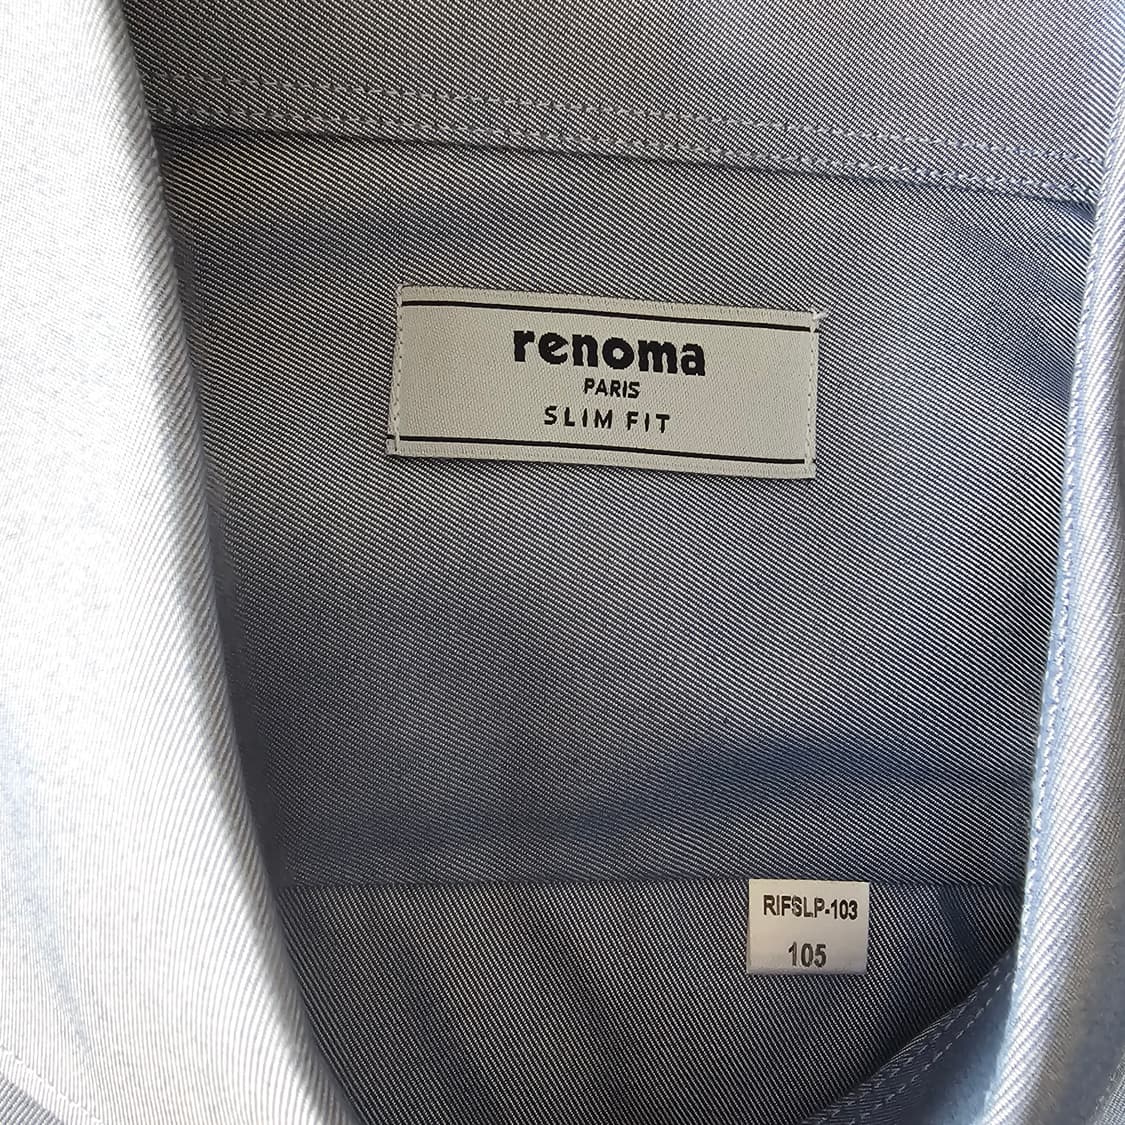 renoma
PARIS
SLIM FIT
RIFSLP-103
105